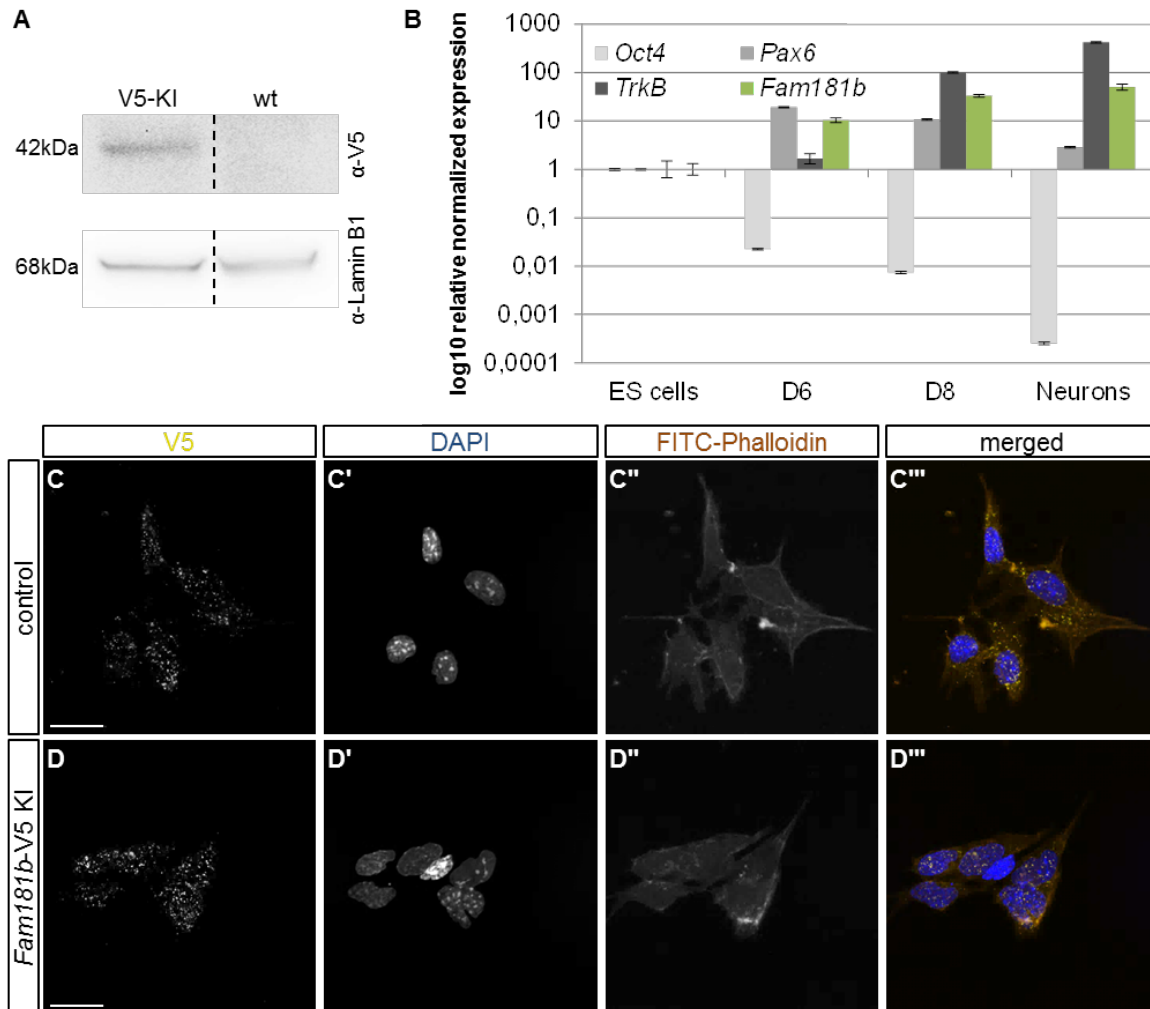 A
V5-KI wt
42kDa
α-V5
68kDa
α-Lamin B1
B
log10 relative normalized expression
1000
100
10
1
0,1
0,01
0,001
0,0001
Oct4 Pax6
TrkB Fam181b
ES cells D6 D8 Neurons
V5 DAPI FITC-Phalloidin merged
control
C C' C'' C'''
Fam181b-V5 KI
D D' D'' D'''